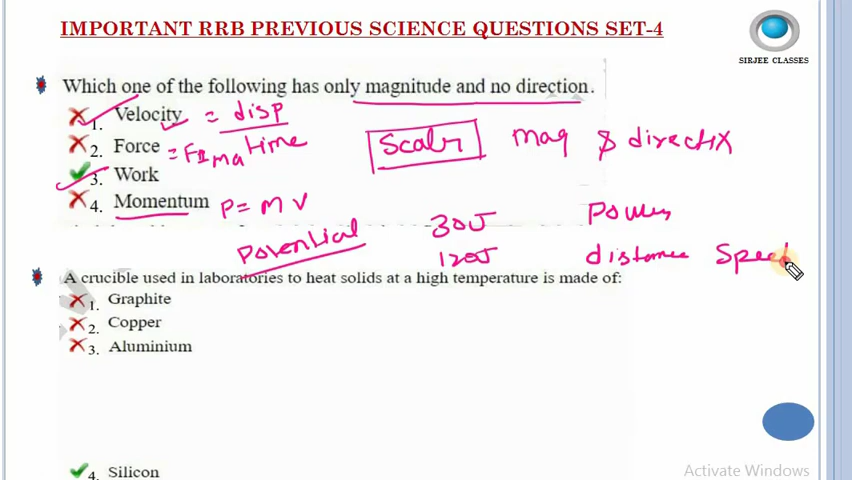 IMPORTANT RRB PREVIOUS SCIENCE QUESTIONS SET-4
SIRJEE CLASSES
Which one of the following has only magnitude and no direction.
1. Velocity = disp
time
2. Force = F = ma
Scalar mag & direction
3. Work
4. Momentum P = MV
Potential 30J Power
120J distance Speed
A crucible used in laboratories to heat solids at a high temperature is made of:
1. Graphite
2. Copper
3. Aluminium
4. Silicon
Activate Windows